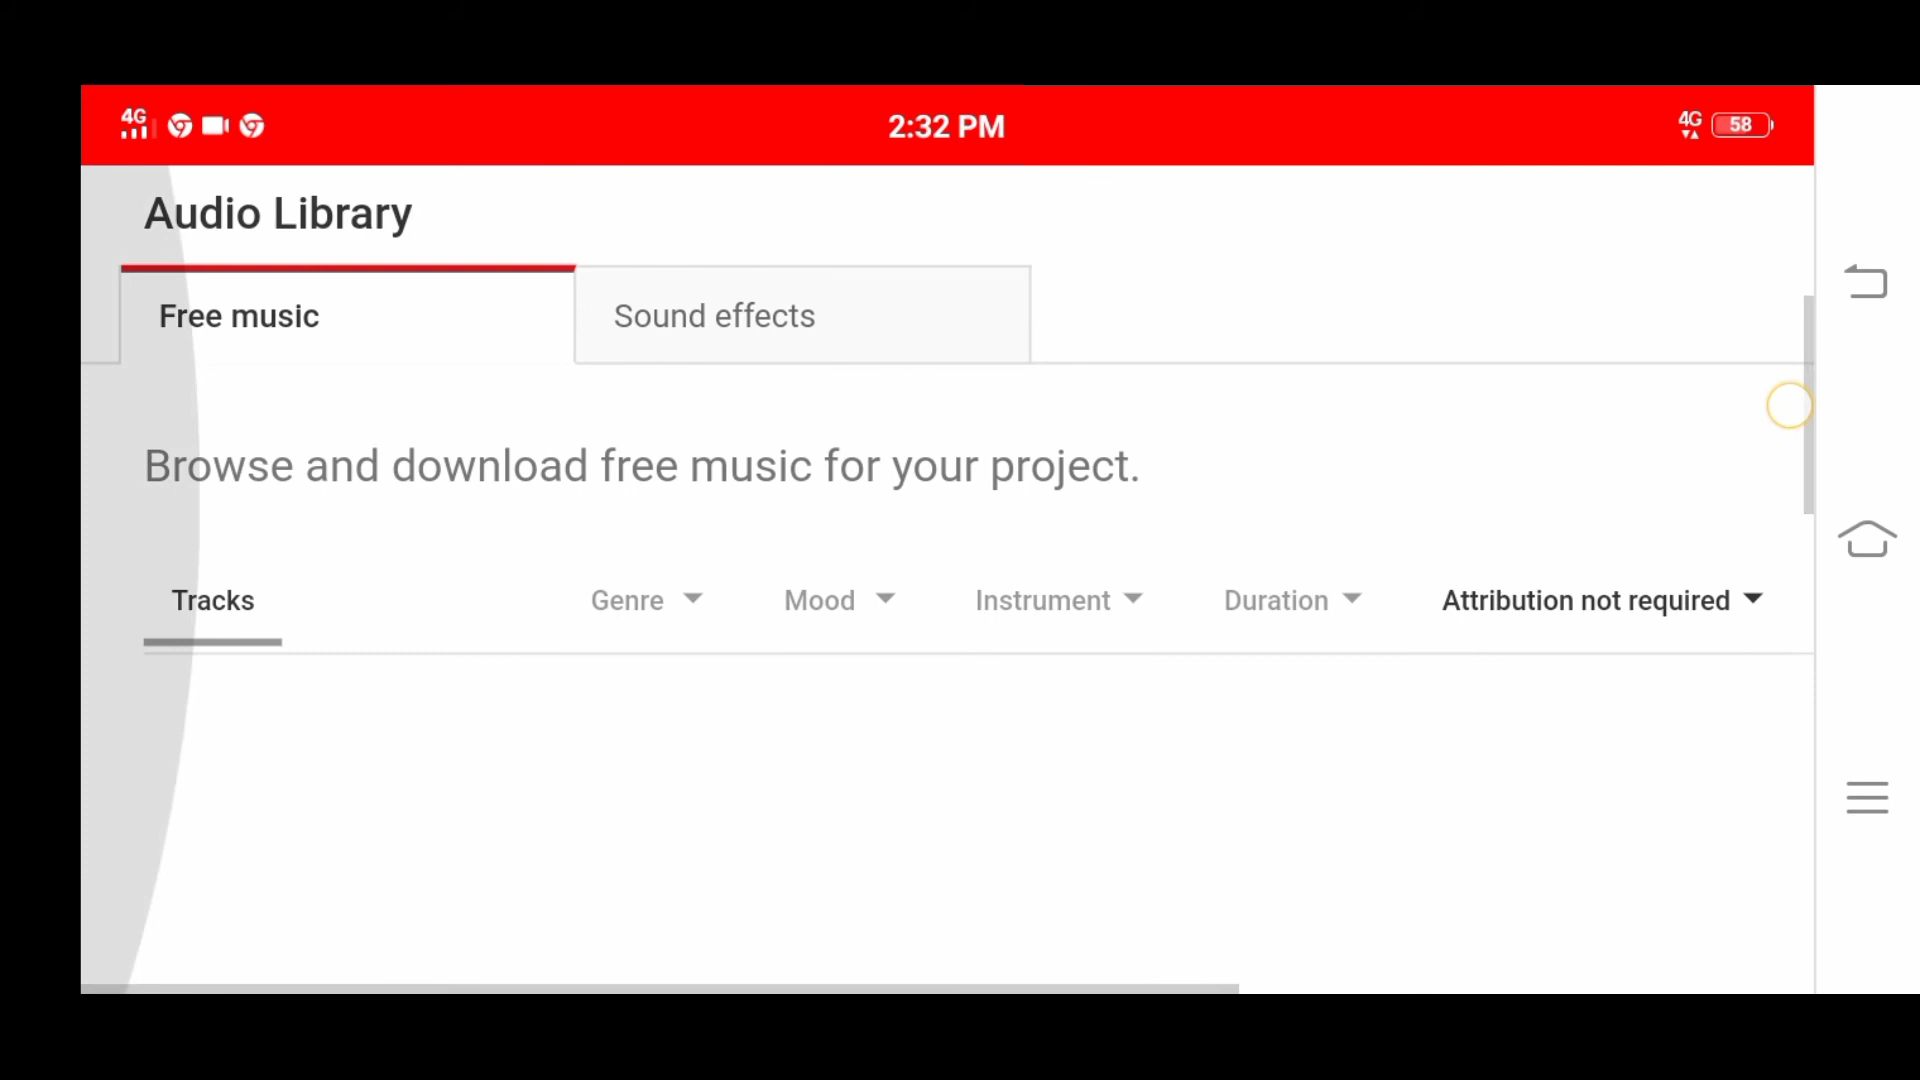 4G 2:32 PM 4G 58
Audio Library
Free music Sound effects
Browse and download free music for your project.
Tracks Genre Mood Instrument Duration Attribution not required